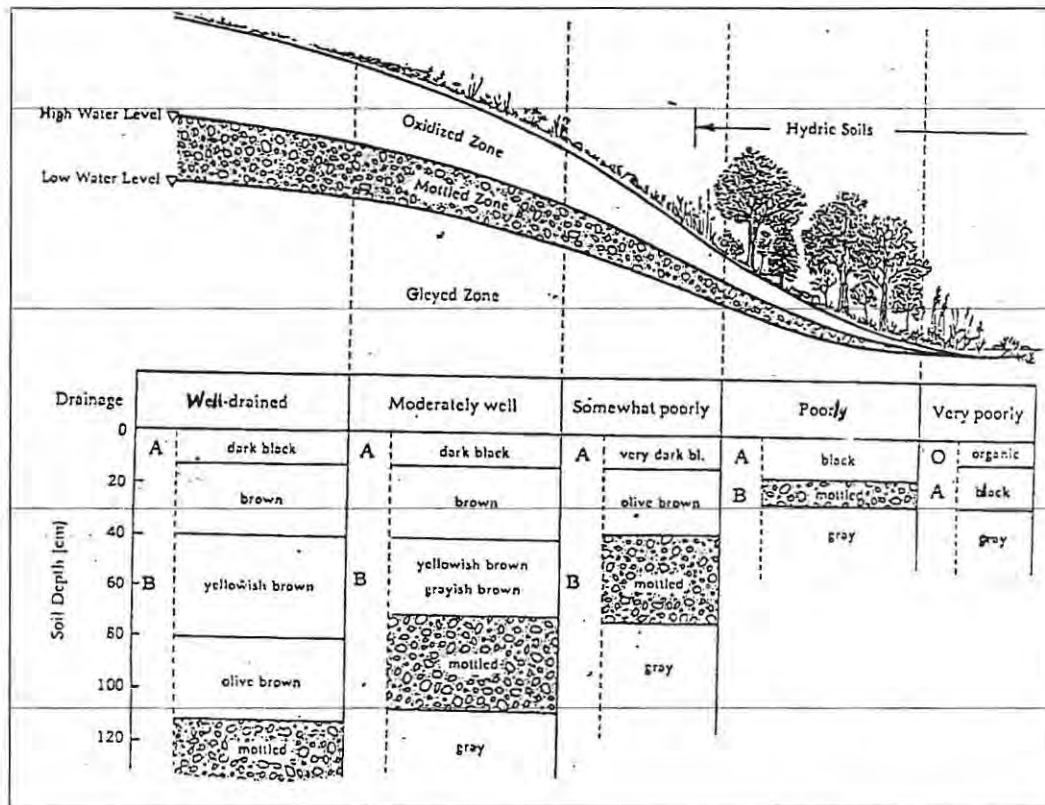 High Water Level
Low Water Level
Oxidized Zone
Mottled Zone
Gleyed Zone
Hydric Soils
Drainage
Well-drained
Moderately well
Somewhat poorly
Poorly
Very poorly
Soil Depth [cm]
0
20
40
60
80
100
120
A
dark black
brown
B
yellowish brown
olive brown
mottled
A
dark black
brown
B
yellowish brown
grayish brown
mottled
gray
A
very dark bl.
olive brown
B
mottled
gray
A
black
B
mottled
gray
O
organic
A
black
gray